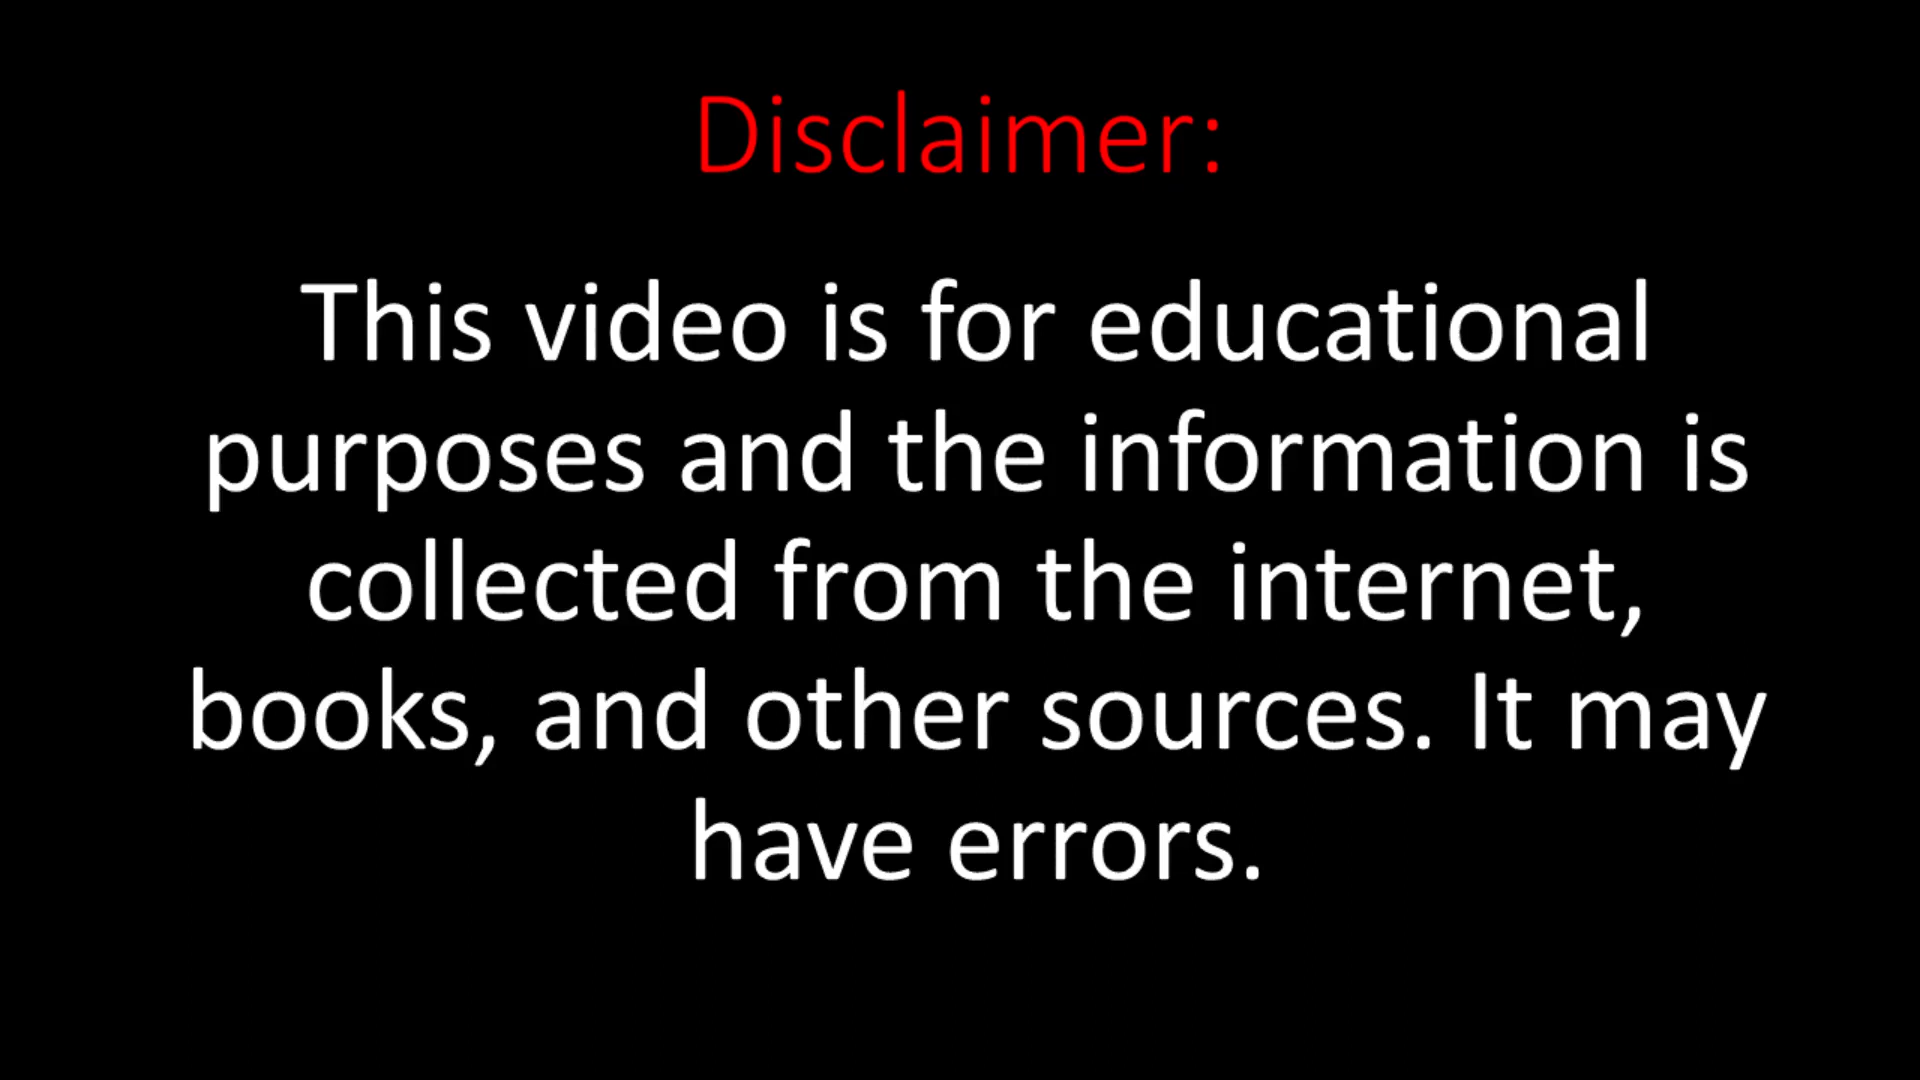 Disclaimer:
This video is for educational
purposes and the information is
collected from the internet,
books, and other sources. It may
have errors.